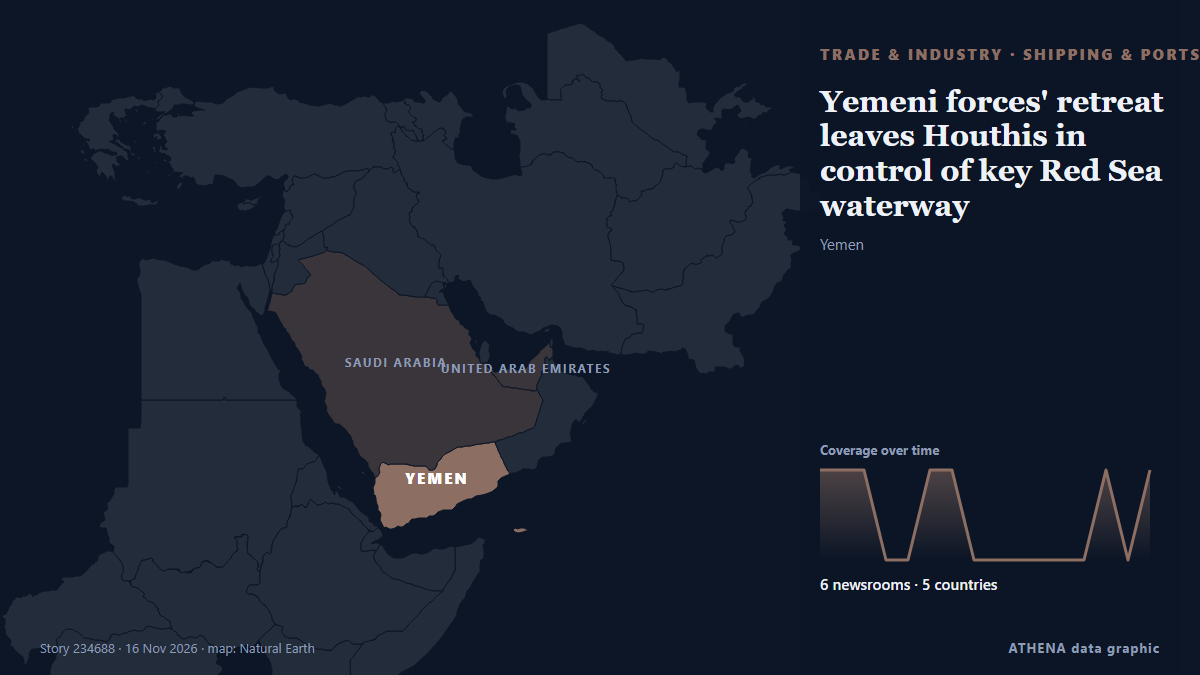 TRADE & INDUSTRY · SHIPPING & PORTS
Yemeni forces' retreat
leaves Houthis in
control of key Red Sea
waterway
Yemen
SAUDI ARABIA
UNITED ARAB EMIRATES
YEMEN
Coverage over time
6 newsrooms · 5 countries
Story 234688 · 16 Nov 2026 · map: Natural Earth
ATHENA data graphic